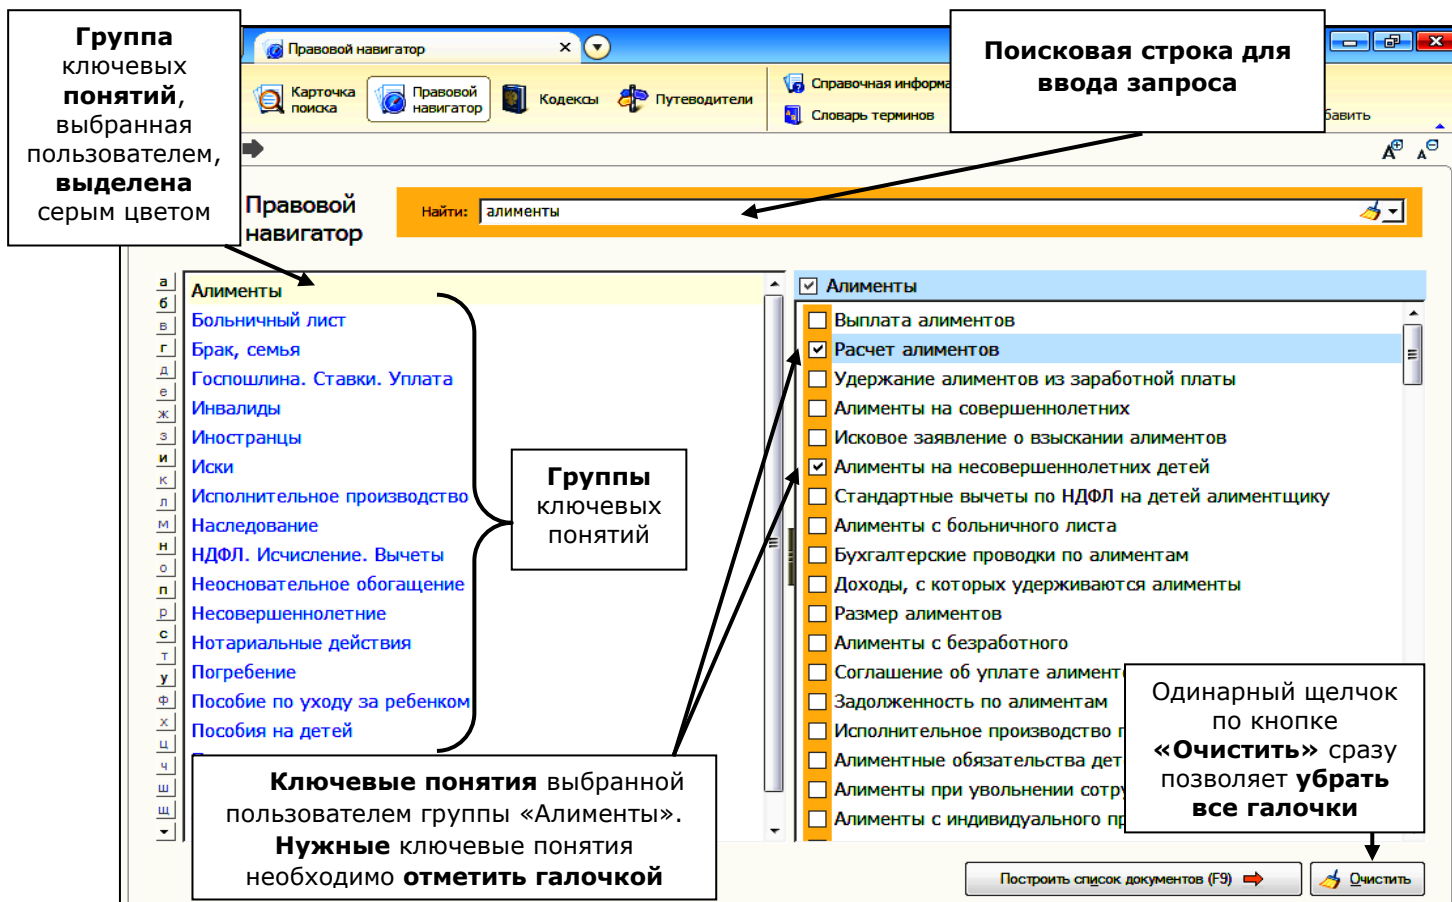 Группа
ключевых
понятий,
выбранная
пользователем,
выделена
серым цветом
Правовой навигатор
Поисковая строка для
ввода запроса
Карточка
поиска
Правовой
навигатор
Кодексы
Путеводители
Справочная информа
Словарь терминов
бавить
Правовой
навигатор
Найти:
алименты
а
б
в
г
д
е
ж
з
и
к
л
м
н
о
п
р
с
т
у
ф
х
ц
ч
ш
щ
Алименты
Больничный лист
Брак, семья
Госпошлина. Ставки. Уплата
Инвалиды
Иностранцы
Иски
Исполнительное производство
Наследование
НДФЛ. Исчисление. Вычеты
Неосновательное обогащение
Несовершеннолетние
Нотариальные действия
Погребение
Пособие по уходу за ребенком
Пособия на детей
Группы
ключевых
понятий
Алименты
Выплата алиментов
Расчет алиментов
Удержание алиментов из заработной платы
Алименты на совершеннолетних
Исковое заявление о взыскании алиментов
Алименты на несовершеннолетних детей
Стандартные вычеты по НДФЛ на детей алиментщику
Алименты с больничного листа
Бухгалтерские проводки по алиментам
Доходы, с которых удерживаются алименты
Размер алиментов
Алименты с безработного
Соглашение об уплате алименто
Задолженность по алиментам
Исполнительное производство п
Алиментные обязательства дет
Алименты при увольнении сотру
Алименты с индивидуального пр
Ключевые понятия выбранной
пользователем группы «Алименты».
Нужные ключевые понятия
необходимо отметить галочкой
Одинарный щелчок
по кнопке
«Очистить» сразу
позволяет убрать
все галочки
Построить список документов (F9)
Очистить